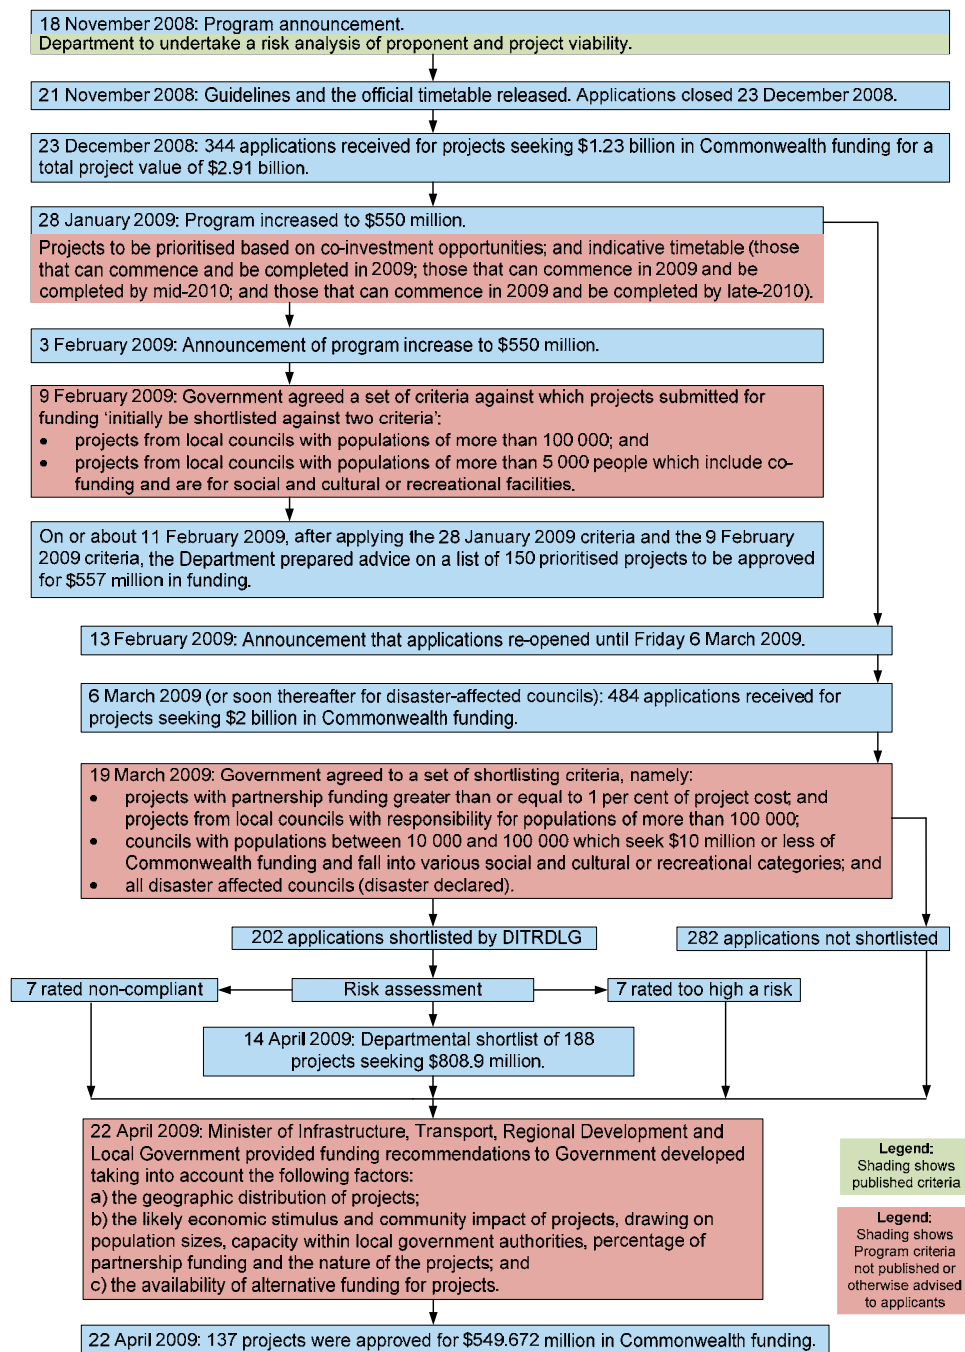 18 November 2008: Program announcement.
Department to undertake a risk analysis of proponent and project viability.
21 November 2008: Guidelines and the official timetable released. Applications closed 23 December 2008.
23 December 2008: 344 applications received for projects seeking $1.23 billion in Commonwealth funding for a
total project value of $2.91 billion.
28 January 2009: Program increased to $550 million.
Projects to be prioritised based on co-investment opportunities; and indicative timetable (those
that can commence and be completed in 2009; those that can commence in 2009 and be
completed by mid-2010; and those that can commence in 2009 and be completed by late-2010).
3 February 2009: Announcement of program increase to $550 million.
9 February 2009: Government agreed a set of criteria against which projects submitted for
funding 'initially be shortlisted against two criteria':
• projects from local councils with populations of more than 100 000; and
• projects from local councils with populations of more than 5 000 people which include co-
funding and are for social and cultural or recreational facilities.
On or about 11 February 2009, after applying the 28 January 2009 criteria and the 9 February
2009 criteria, the Department prepared advice on a list of 150 prioritised projects to be approved
for $557 million in funding.
13 February 2009: Announcement that applications re-opened until Friday 6 March 2009.
6 March 2009 (or soon thereafter for disaster-affected councils): 484 applications received for
projects seeking $2 billion in Commonwealth funding.
19 March 2009: Government agreed to a set of shortlisting criteria, namely:
• projects with partnership funding greater than or equal to 1 per cent of project cost; and
projects from local councils with responsibility for populations of more than 100 000;
• councils with populations between 10 000 and 100 000 which seek $10 million or less of
Commonwealth funding and fall into various social and cultural or recreational categories; and
• all disaster affected councils (disaster declared).
202 applications shortlisted by DITRDLG
282 applications not shortlisted
7 rated non-compliant
Risk assessment
7 rated too high a risk
14 April 2009: Departmental shortlist of 188
projects seeking $808.9 million.
22 April 2009: Minister of Infrastructure, Transport, Regional Development and
Local Government provided funding recommendations to Government developed
taking into account the following factors:
a) the geographic distribution of projects;
b) the likely economic stimulus and community impact of projects, drawing on
population sizes, capacity within local government authorities, percentage of
partnership funding and the nature of the projects; and
c) the availability of alternative funding for projects.
Legend:
Shading shows
published criteria
Legend:
Shading shows
Program criteria
not published or
otherwise advised
to applicants
22 April 2009: 137 projects were approved for $549.672 million in Commonwealth funding.